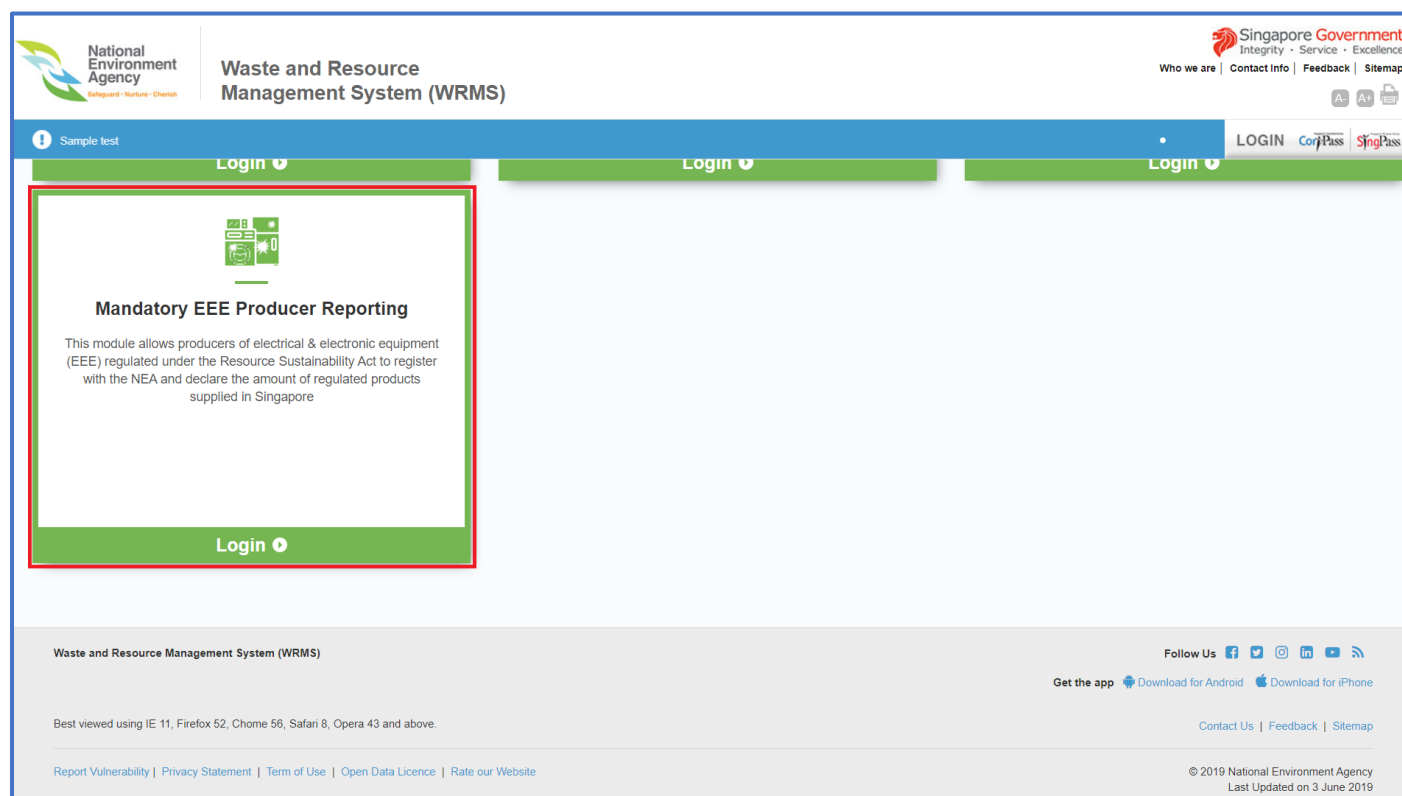 National
Environment
Agency
Safeguard · Nurture · Cherish
Waste and Resource
Management System (WRMS)
Singapore Government
Integrity · Service · Excellence
Who we are | Contact Info | Feedback | Sitemap
A- A+
Sample test
LOGIN CorpPass SingPass
Login Login Login
Mandatory EEE Producer Reporting
This module allows producers of electrical & electronic equipment
(EEE) regulated under the Resource Sustainability Act to register
with the NEA and declare the amount of regulated products
supplied in Singapore
Login
Waste and Resource Management System (WRMS)
Follow Us
Get the app Download for Android Download for iPhone
Best viewed using IE 11, Firefox 52, Chome 56, Safari 8, Opera 43 and above.
Contact Us | Feedback | Sitemap
Report Vulnerability | Privacy Statement | Term of Use | Open Data Licence | Rate our Website
© 2019 National Environment Agency
Last Updated on 3 June 2019